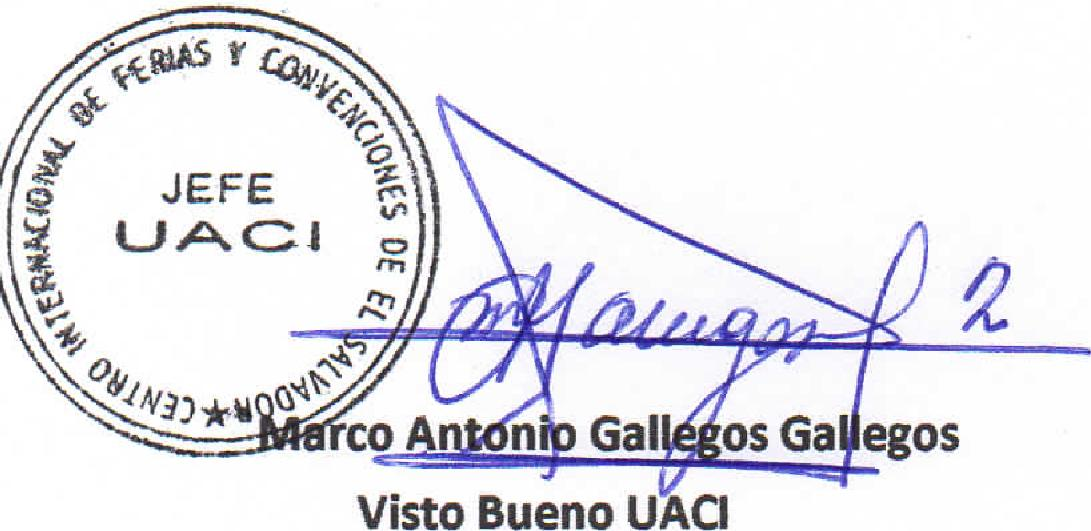 CENTRO INTERNACIONAL DE FERIAS Y CONVENCIONES DE EL SALVADOR ★
JEFE
UACI
2
Marco Antonio Gallegos Gallegos
Visto Bueno UACI